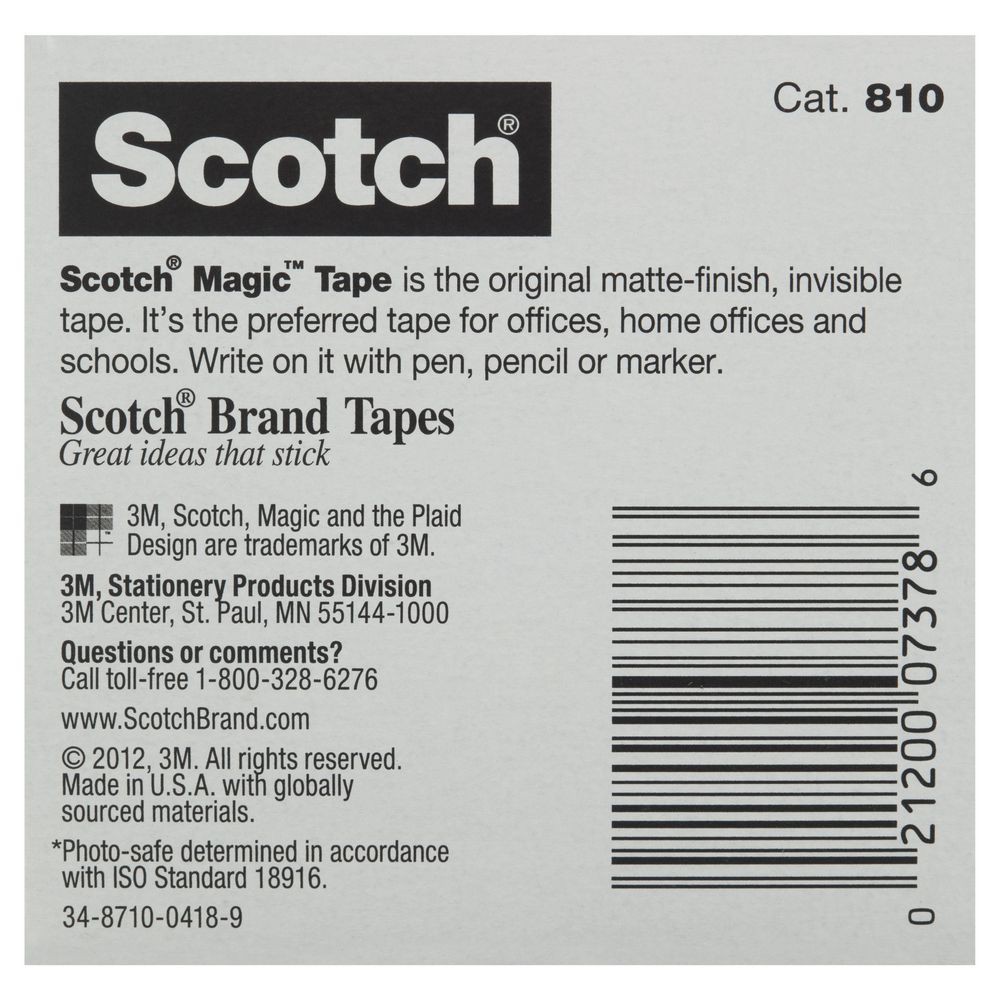 Scotch®
Cat. 810
Scotch® Magic™ Tape is the original matte-finish, invisible
tape. It's the preferred tape for offices, home offices and
schools. Write on it with pen, pencil or marker.
Scotch® Brand Tapes
Great ideas that stick
™ 3M, Scotch, Magic and the Plaid
Design are trademarks of 3M.
3M, Stationery Products Division
3M Center, St. Paul, MN 55144-1000
Questions or comments?
Call toll-free 1-800-328-6276
www.ScotchBrand.com
© 2012, 3M. All rights reserved.
Made in U.S.A. with globally
sourced materials.
*Photo-safe determined in accordance
with ISO Standard 18916.
34-8710-0418-9
0 21200 07378 6